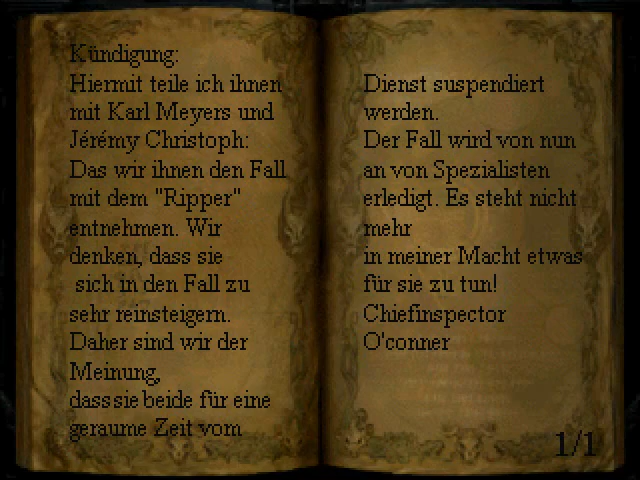 Kündigung:
Hiermit teile ich ihnen
mit Karl Meyers und
Jérémy Christoph:
Das wir ihnen den Fall
mit dem "Ripper"
entnehmen. Wir
denken, dass sie
sich in den Fall zu
sehr reinsteigern.
Daher sind wir der
Meinung,
dass sie beide für eine
geraume Zeit vom
Dienst suspendiert
werden.
Der Fall wird von nun
an von Spezialisten
erledigt. Es steht nicht
mehr
in meiner Macht etwas
für sie zu tun!
Chiefinspector
O'conner
1/1